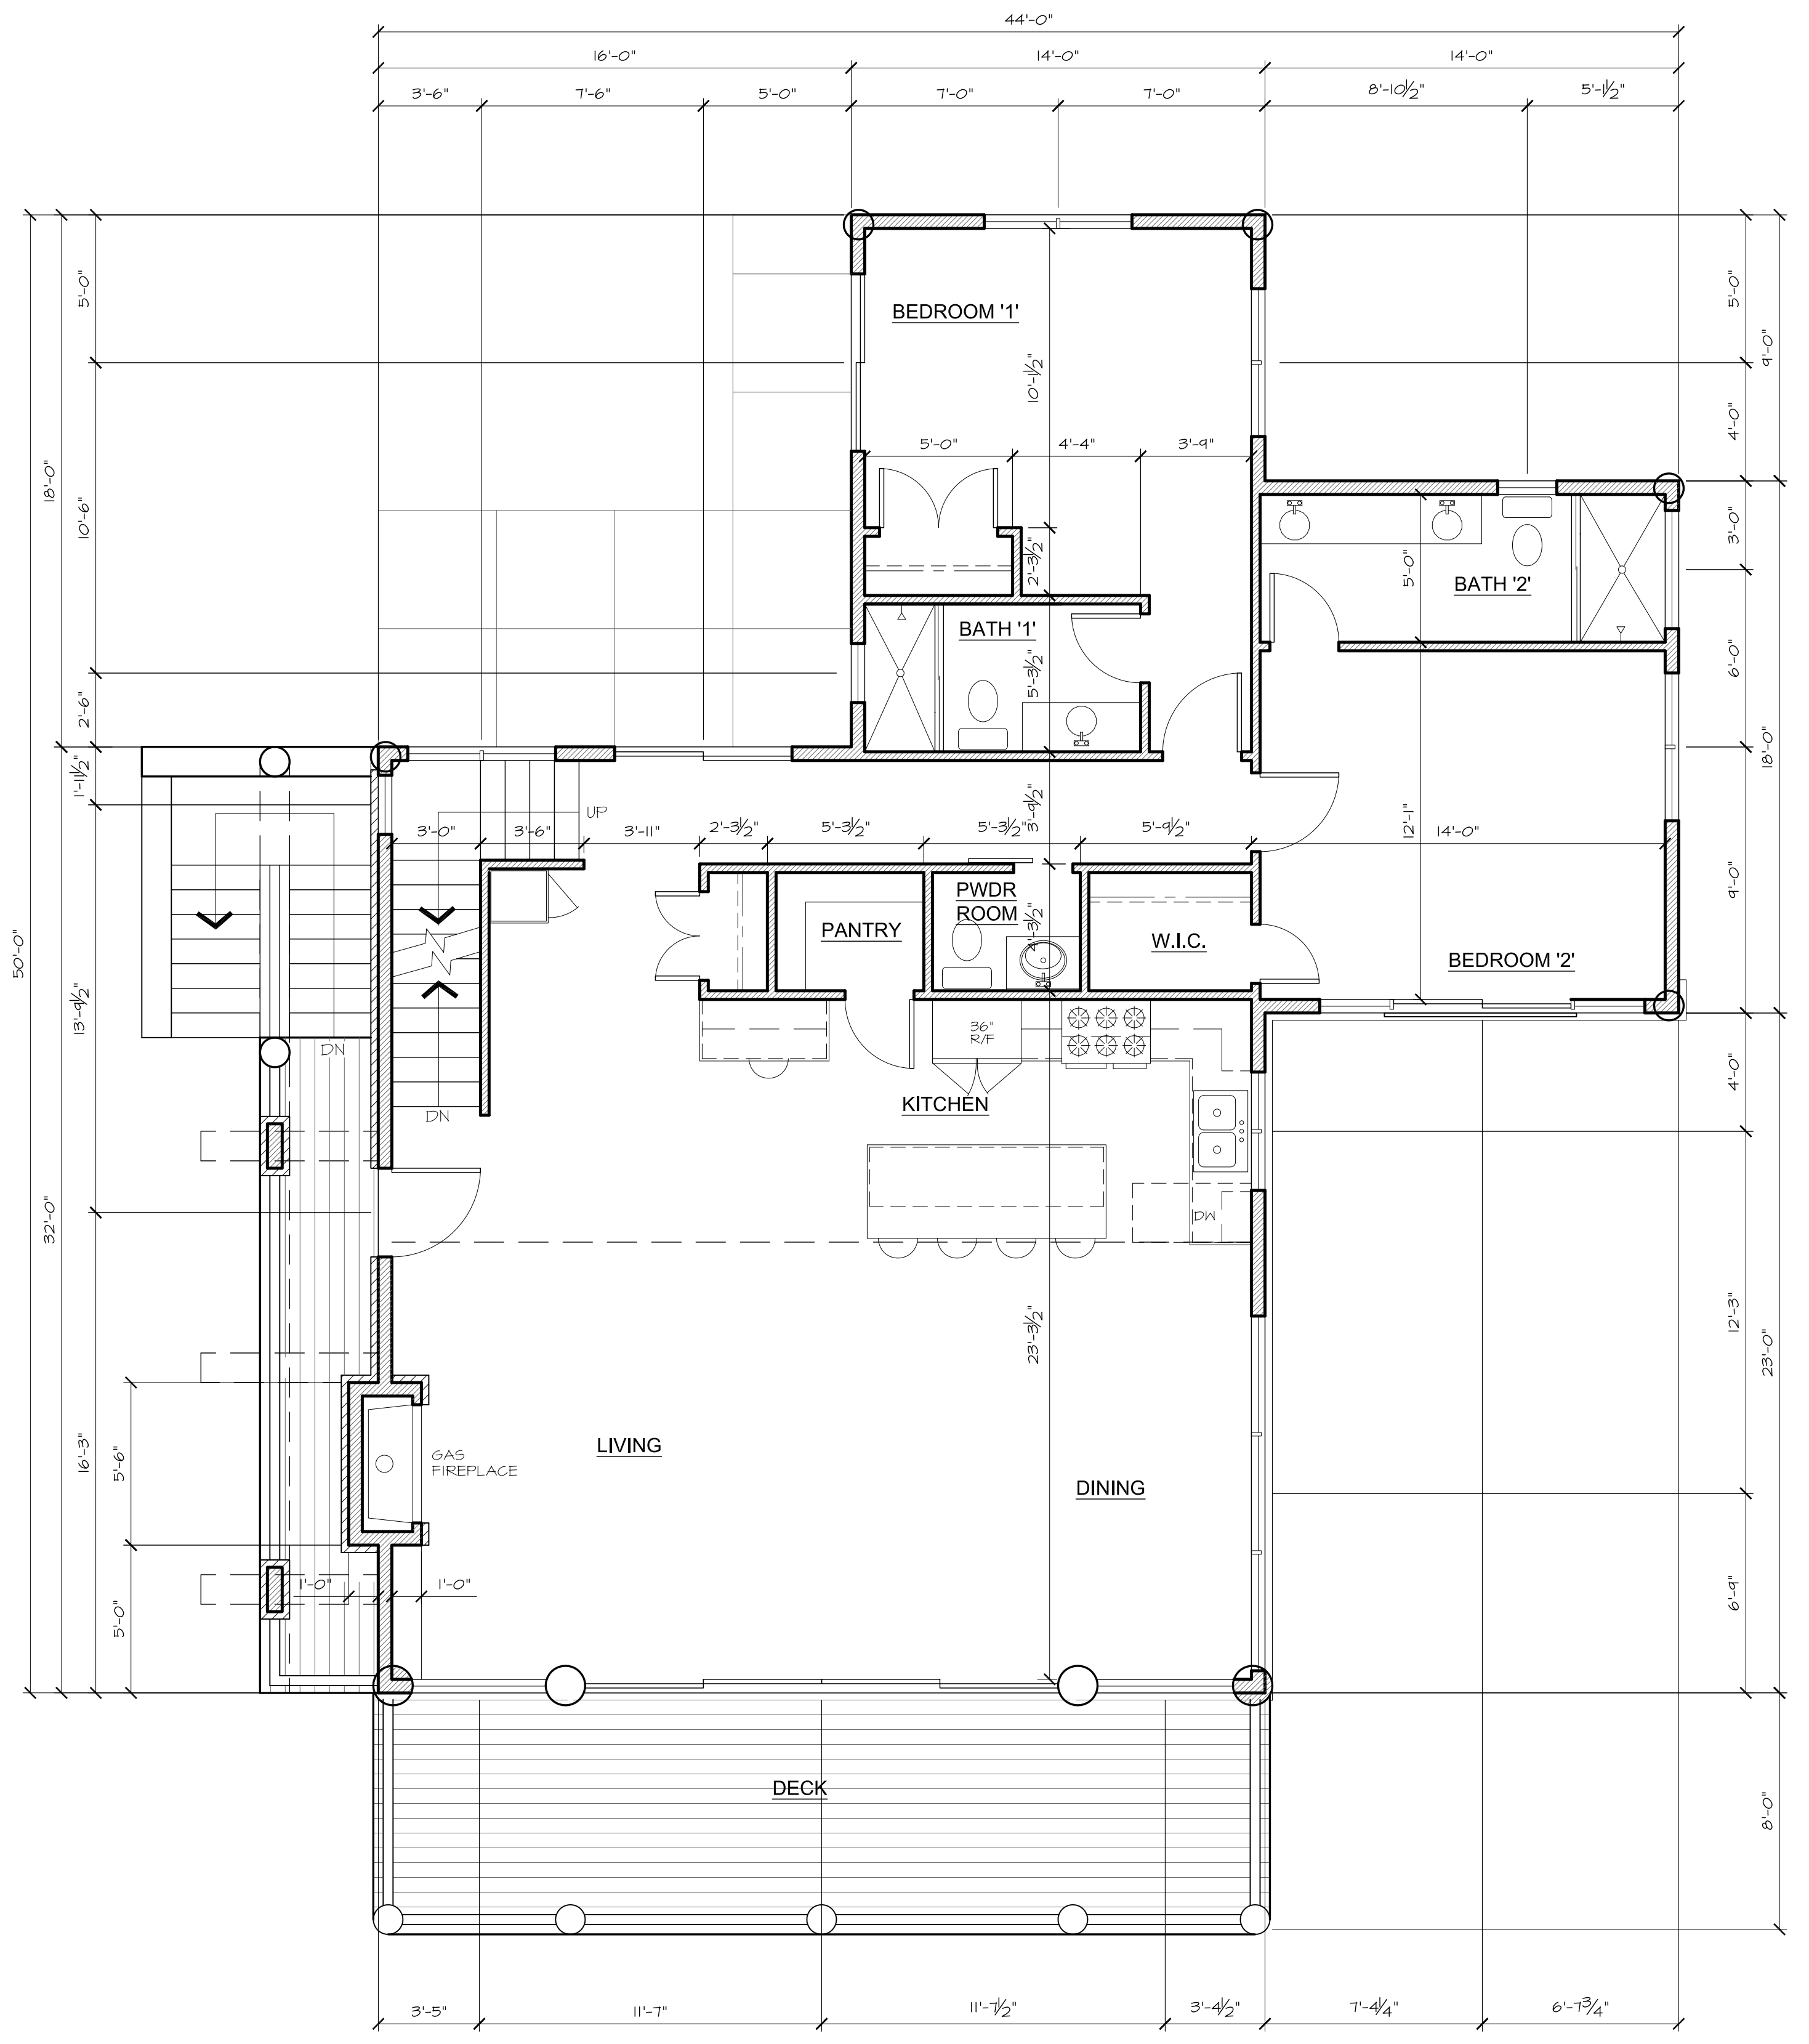 44'-0"
16'-0" 14'-0" 14'-0"
3'-6" 7'-6" 5'-0" 7'-0" 7'-0" 8'-10½" 5'-1½"
5'-0"
10'-6"
2'-6"
1'-11½"
13'-9½"
16'-3"
18'-0"
32'-0"
50'-0"
5'-6"
5'-0"
5'-0"
4'-0"
9'-0"
3'-0"
6'-0"
9'-0"
18'-0"
4'-0"
12'-3"
6'-9"
23'-0"
8'-0"
BEDROOM '1'
10'-1½"
5'-0" 4'-4" 3'-9"
2'-3½"
BATH '1'
5'-3½"
BATH '2'
5'-0"
UP
3'-9½"
12'-1"
3'-0" 3'-6" 3'-11" 2'-3½" 5'-3½" 5'-3½" 5'-9½" 14'-0"
PWDR
ROOM
4'-3½"
PANTRY
W.I.C.
BEDROOM '2'
DN
DN
36"
R/F
KITCHEN
DW
23'-3½"
LIVING
GAS
FIREPLACE
DINING
1'-0" 1'-0"
DECK
3'-5" 11'-7" 11'-7½" 3'-4½" 7'-4¼" 6'-7¾"